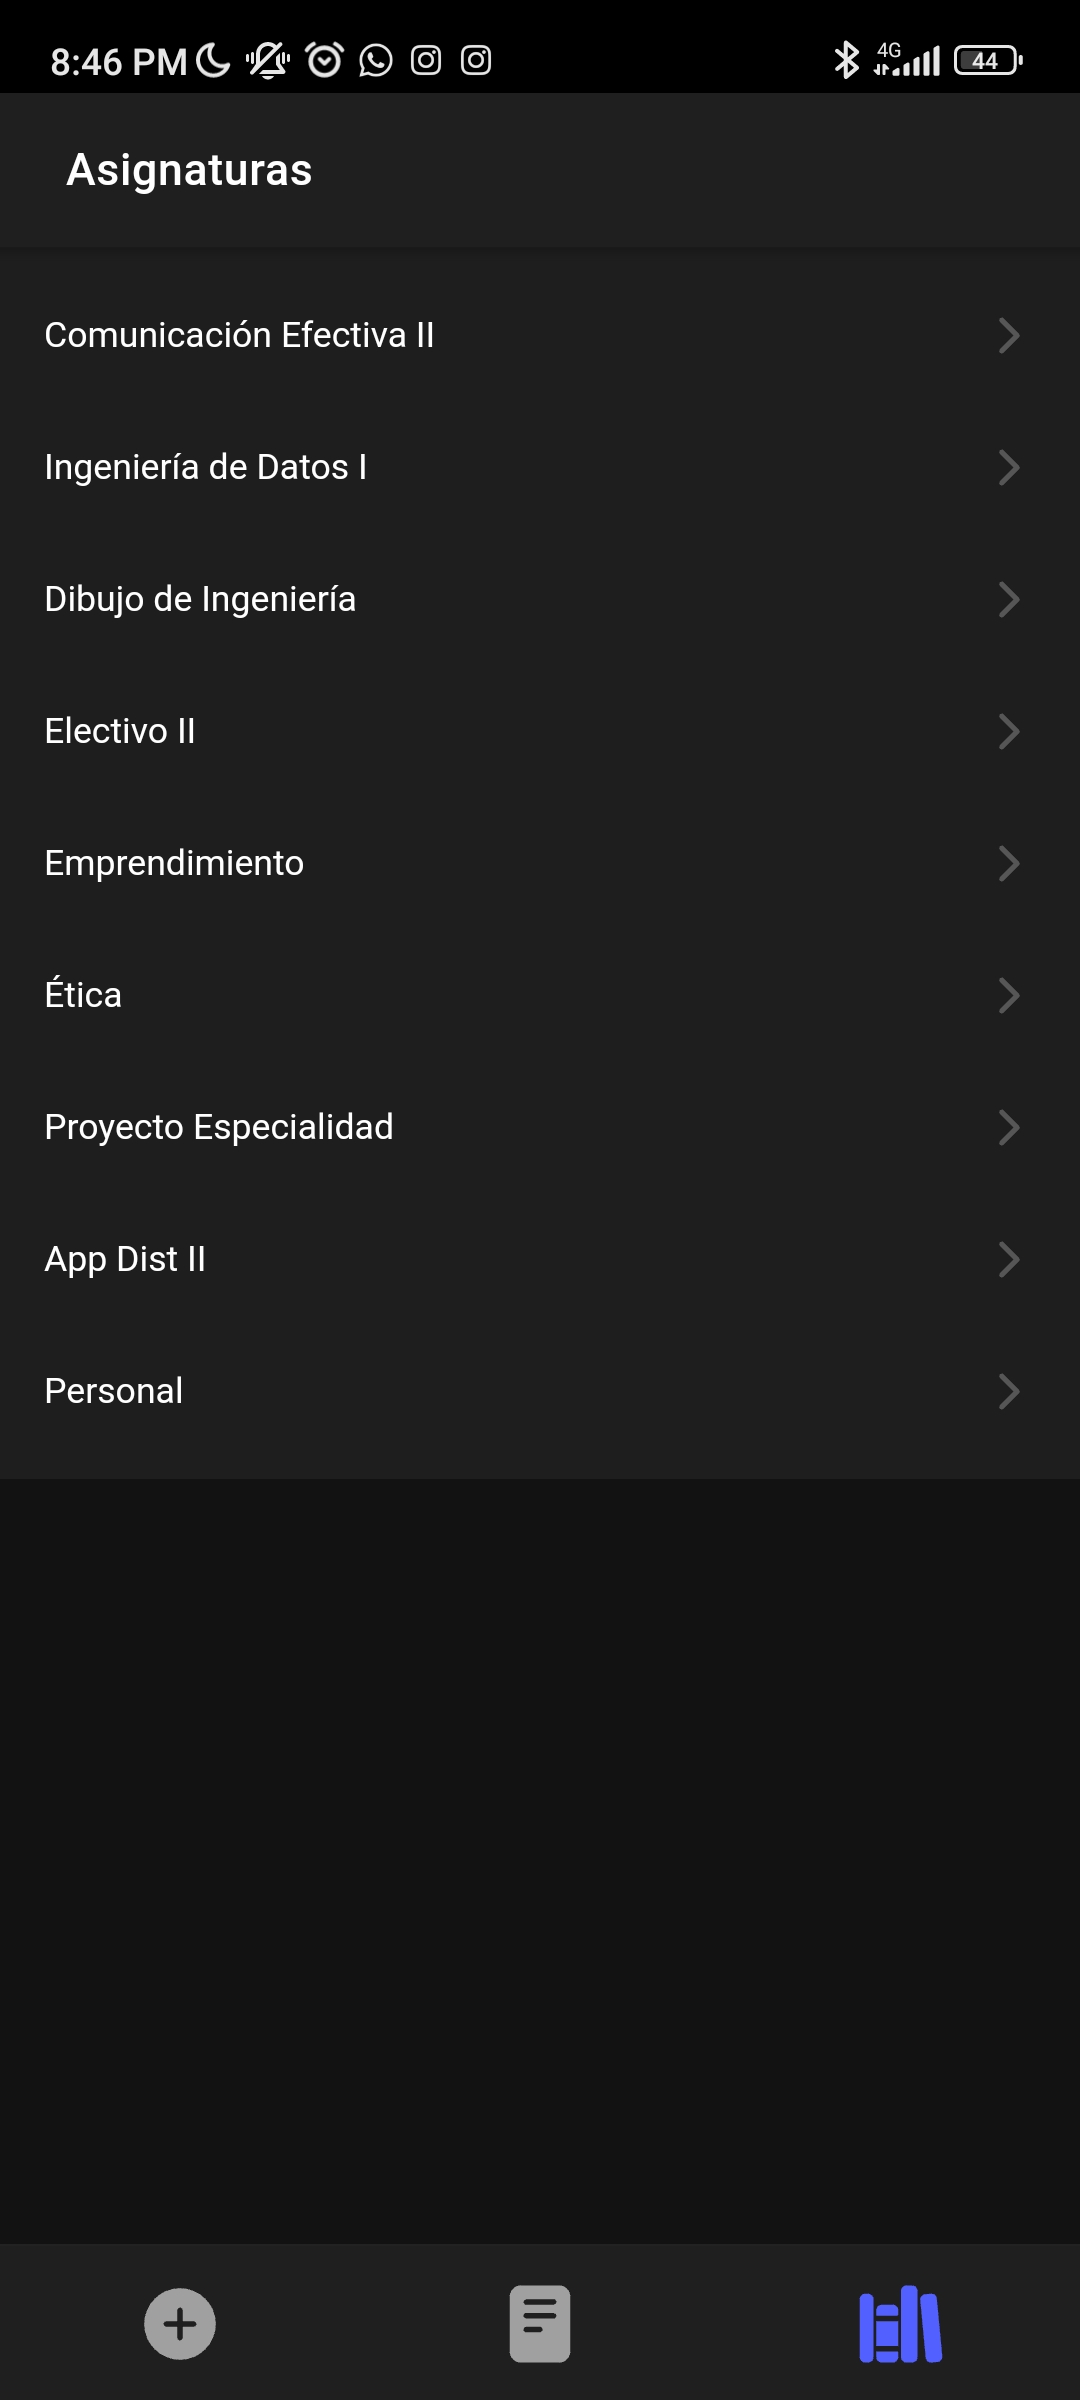 8:46 PM 4G 44
Asignaturas
Comunicación Efectiva II
Ingeniería de Datos I
Dibujo de Ingeniería
Electivo II
Emprendimiento
Ética
Proyecto Especialidad
App Dist II
Personal